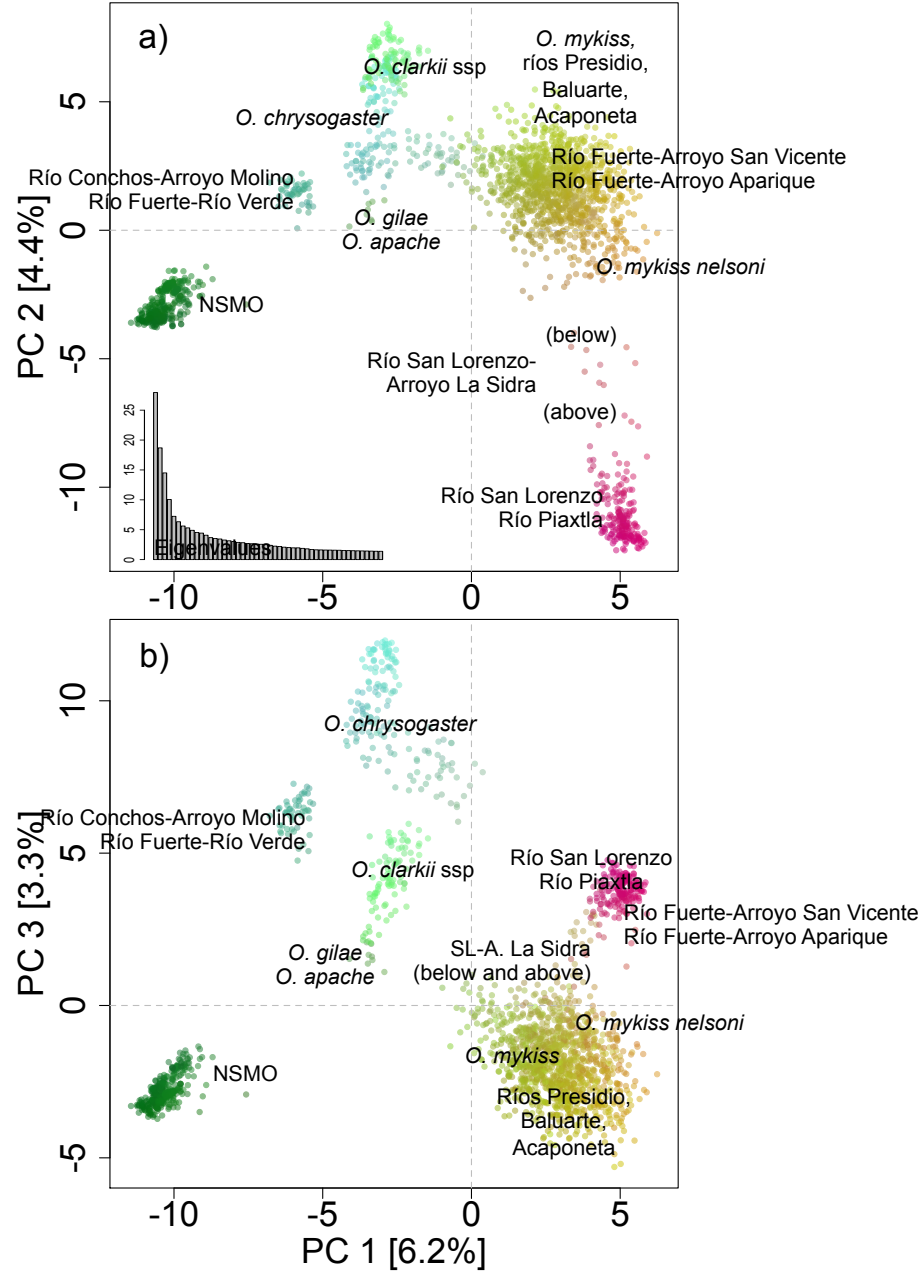 a)
O. mykiss,
ríos Presidio,
Baluarte,
Acaponeta
O. clarkii ssp
O. chrysogaster
Río Fuerte-Arroyo San Vicente
Río Fuerte-Arroyo Aparique
Río Conchos-Arroyo Molino
Río Fuerte-Río Verde
O. gilae
O. apache
O. mykiss nelsoni
NSMO
(below)
Río San Lorenzo-
Arroyo La Sidra
(above)
Río San Lorenzo
Río Piaxtla
PC 2 [4.4%]
5
0
-5
-10
25
20
15
10
5
0
Eigenvalues
-10 -5 0 5
b)
O. chrysogaster
Río Conchos-Arroyo Molino
Río Fuerte-Río Verde
O. clarkii ssp
Río San Lorenzo
Río Piaxtla
Río Fuerte-Arroyo San Vicente
Río Fuerte-Arroyo Aparique
O. gilae
O. apache
SL-A. La Sidra
(below and above)
O. mykiss nelsoni
O. mykiss
NSMO
Ríos Presidio,
Baluarte,
Acaponeta
PC 3 [3.3%]
10
5
0
-5
-10 -5 0 5
PC 1 [6.2%]